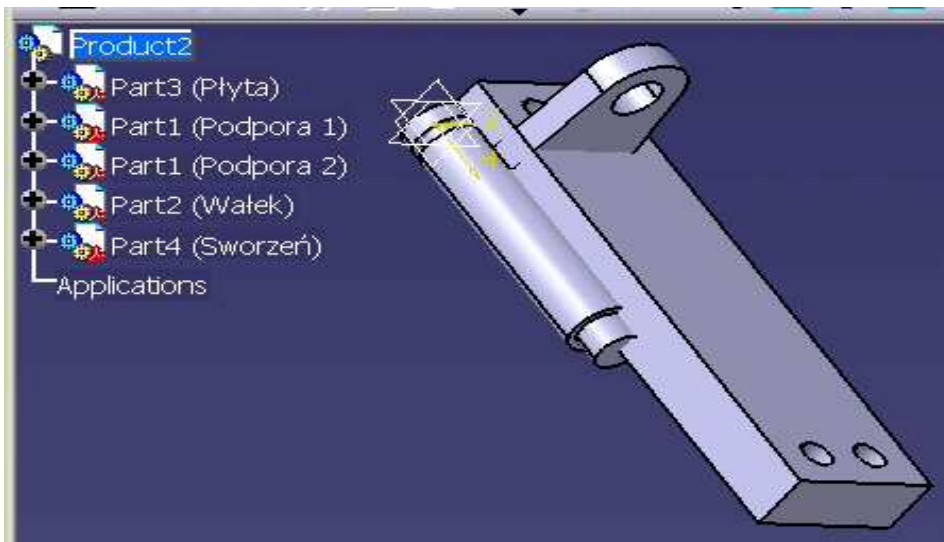 Product2
Part3 (Płyta)
Part1 (Podpora 1)
Part1 (Podpora 2)
Part2 (Wałek)
Part4 (Sworzeń)
Applications